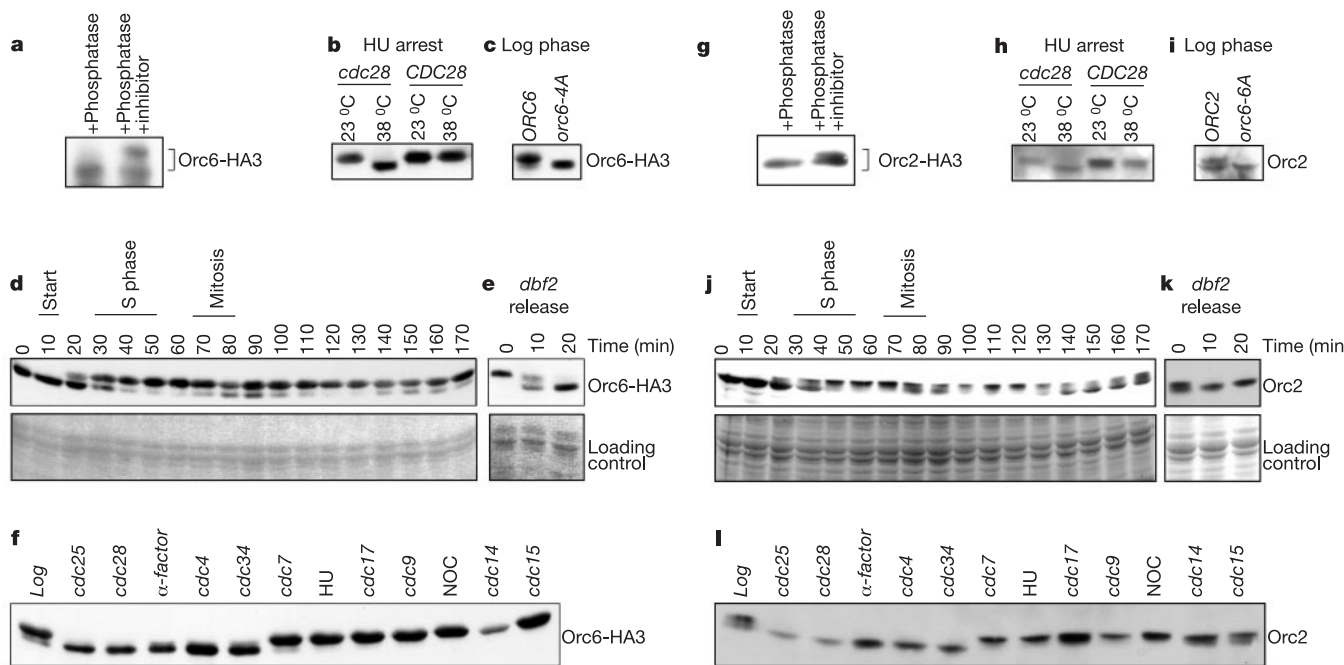 a
+Phosphatase
+Phosphatase
+inhibitor
Orc6-HA3
b
HU arrest
cdc28
CDC28
23 ⁰C
38 ⁰C
23 ⁰C
38 ⁰C
c
Log phase
ORC6
orc6-4A
Orc6-HA3
g
+Phosphatase
+Phosphatase
+inhibitor
Orc2-HA3
h
HU arrest
cdc28
CDC28
23 ⁰C
38 ⁰C
23 ⁰C
38 ⁰C
i
Log phase
ORC2
orc6-6A
Orc2
d
Start
S phase
Mitosis
0 10 20 30 40 50 60 70 80 90 100 110 120 130 140 150 160 170
e
dbf2
release
0 10 20
Time (min)
Orc6-HA3
Loading
control
j
Start
S phase
Mitosis
0 10 20 30 40 50 60 70 80 90 100 110 120 130 140 150 160 170
k
dbf2
release
0 10 20
Time (min)
Orc2
Loading
control
f
Log cdc25 cdc28 α-factor cdc4 cdc34 cdc7 HU cdc17 cdc9 NOC cdc14 cdc15
Orc6-HA3
l
Log cdc25 cdc28 α-factor cdc4 cdc34 cdc7 HU cdc17 cdc9 NOC cdc14 cdc15
Orc2